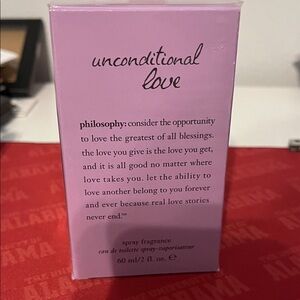 unconditional
love
philosophy: consider the opportunity
to love the greatest of all blessings.
the love you give is the love you get,
and it is all good no matter where
love takes you. let the ability to
love another belong to you forever
and ever because real love stories
never end.™
spray fragrance
eau de toilette spray-vaporisateur
60 ml/2 fl. oz. ℮
ALABAMA